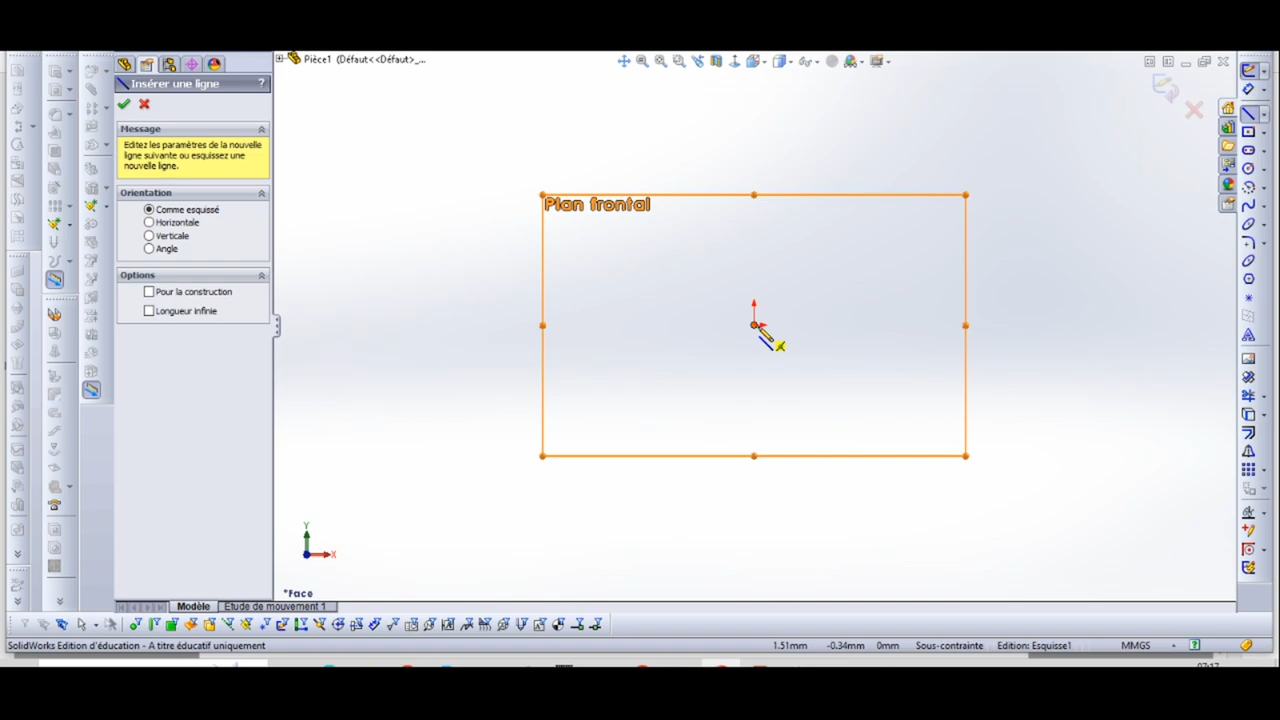 Pièce1 (Défaut<<Défaut>_...
Insérer une ligne ?
Message
Editez les paramètres de la nouvelle
ligne suivante ou esquissez une
nouvelle ligne.
Orientation
Comme esquissé
Horizontale
Verticale
Angle
Options
Pour la construction
Longueur infinie
Plan frontal
Y
X
*Face
Modèle Etude de mouvement 1
SolidWorks Edition d'éducation - A titre éducatif uniquement 1.51mm -0.34mm 0mm Sous-contrainte Edition: Esquisse1 MMGS ?